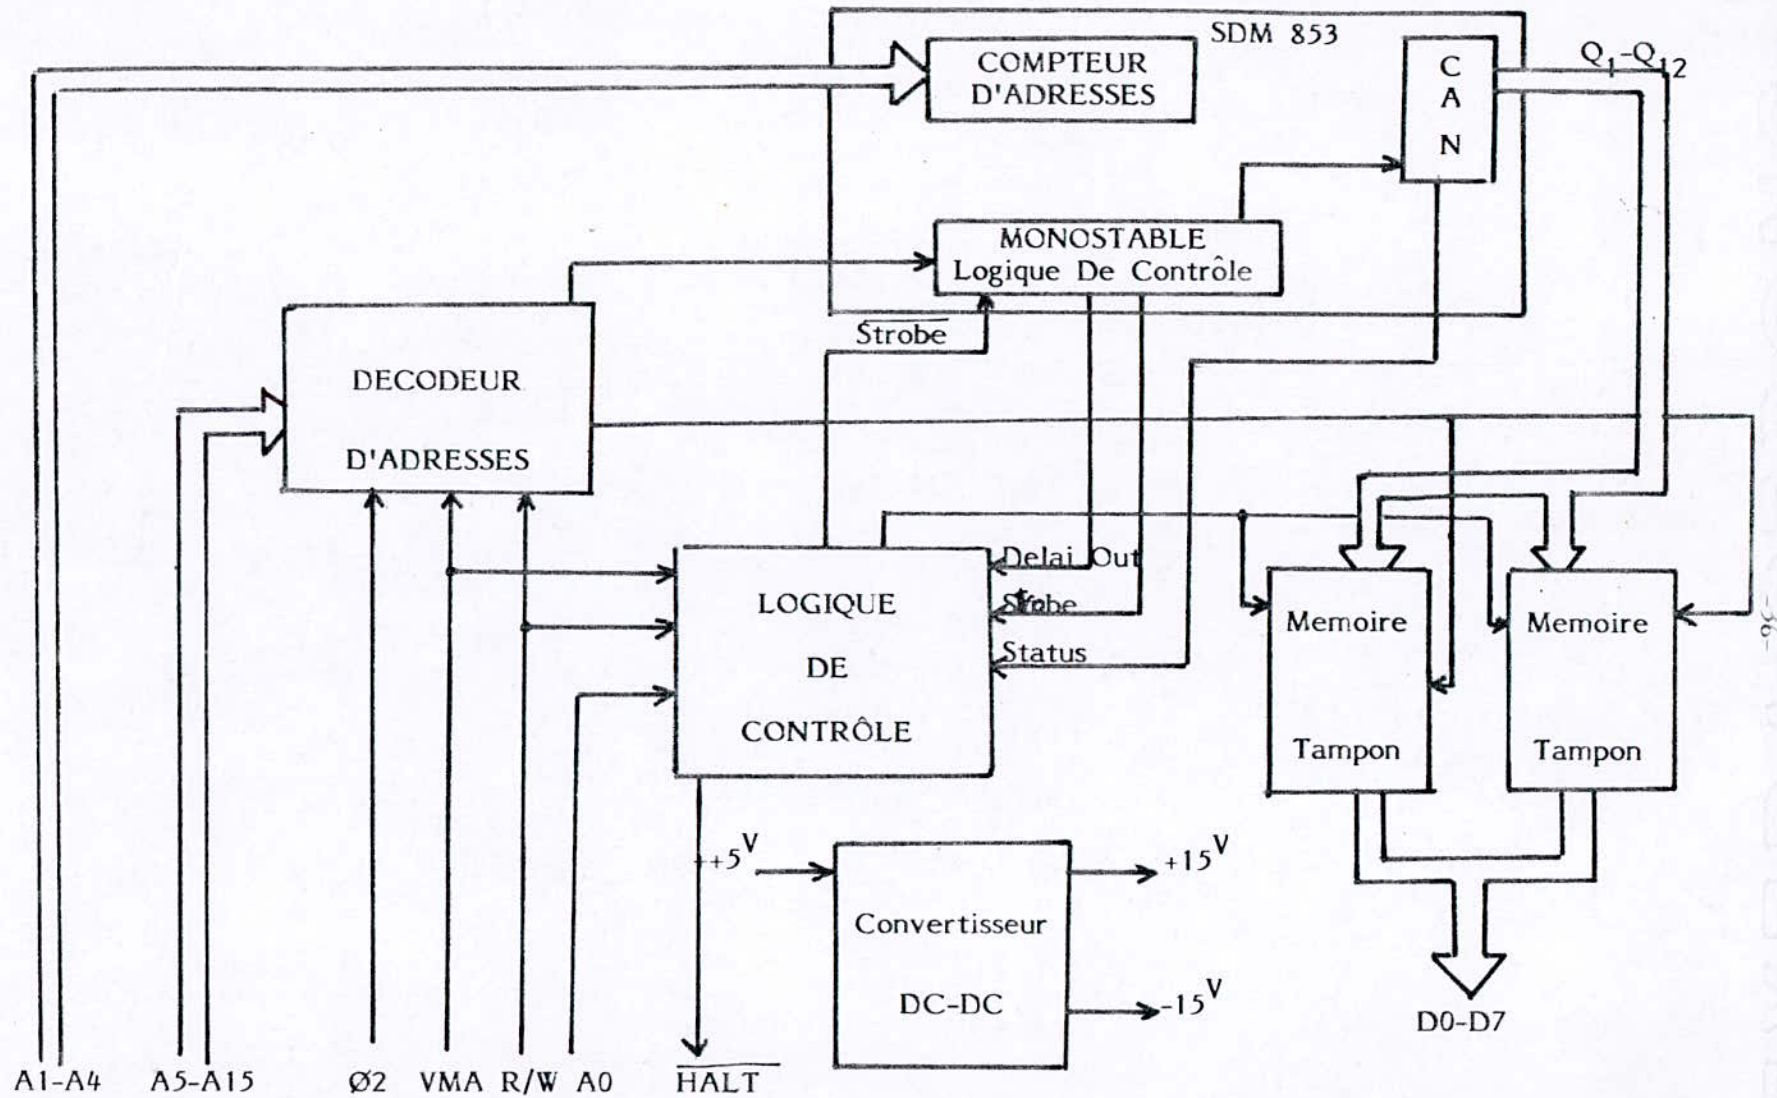 SDM 853
COMPTEUR
D'ADRESSES
C
A
N
Q1-Q12
MONOSTABLE
Logique De Contrôle
Strobe
DECODEUR
D'ADRESSES
Delai Out
Strobe
Status
LOGIQUE
DE
CONTRÔLE
Memoire
Tampon
Memoire
Tampon
-36-
++5V
+15V
Convertisseur
DC-DC
-15V
D0-D7
A1-A4 A5-A15 Ø2 VMA R/W A0 HALT